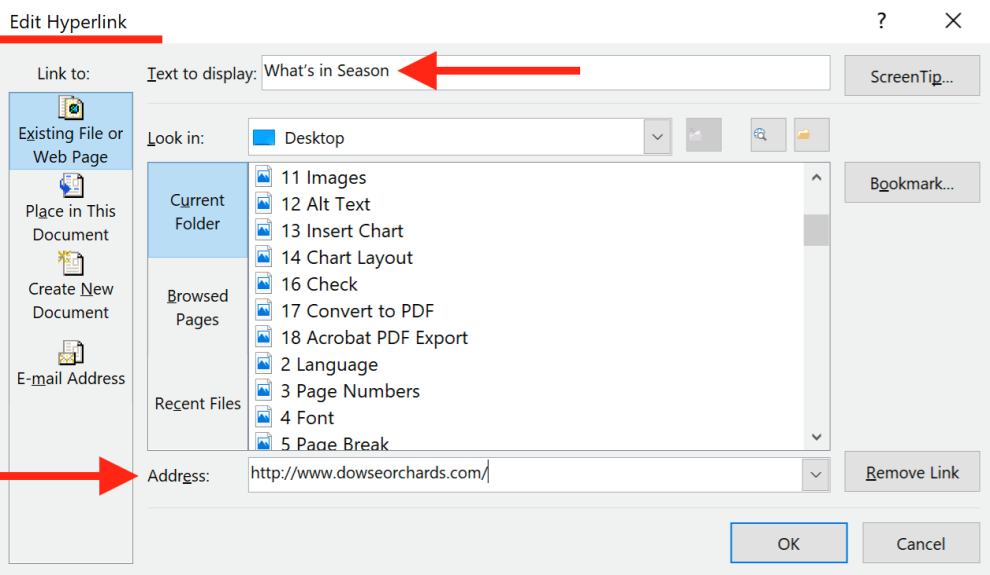 Edit Hyperlink
?
Link to:
Text to display: What's in Season
ScreenTip...
Existing File or
Web Page
Place in This
Document
Create New
Document
E-mail Address
Look in: Desktop
Current
Folder
Browsed
Pages
Recent Files
11 Images
12 Alt Text
13 Insert Chart
14 Chart Layout
16 Check
17 Convert to PDF
18 Acrobat PDF Export
2 Language
3 Page Numbers
4 Font
5 Page Break
Bookmark...
Address: http://www.dowseorchards.com/
Remove Link
OK
Cancel